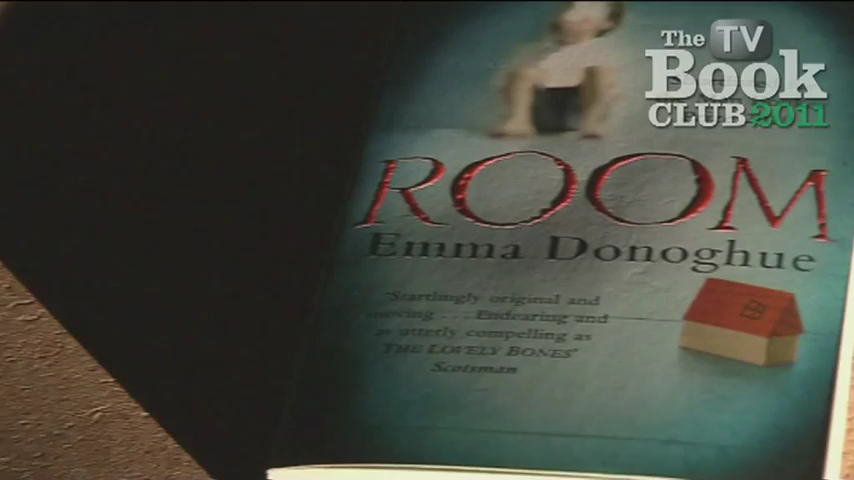 The TV
Book
CLUB 2011
ROOM
Emma Donoghue
'Startlingly original and
moving ... Endearing and
as utterly compelling as
THE LOVELY BONES'
Scotsman